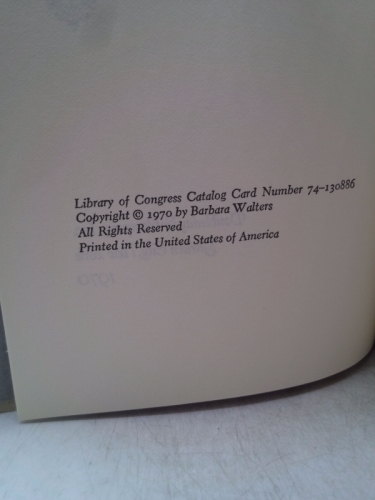 Library of Congress Catalog Card Number 74–130886
Copyright © 1970 by Barbara Walters
All Rights Reserved
Printed in the United States of America
1970